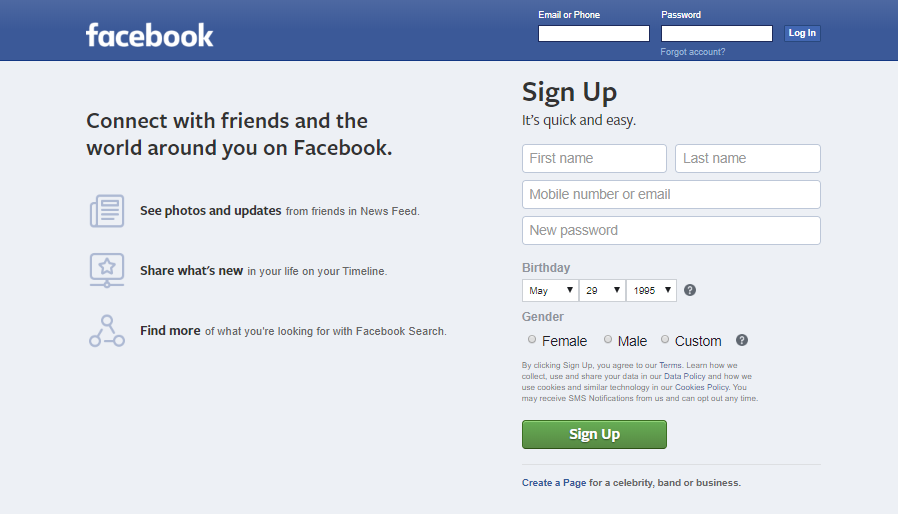 facebook
Email or Phone
Password
Log In
Forgot account?
Connect with friends and the
world around you on Facebook.
See photos and updates from friends in News Feed.
Share what's new in your life on your Timeline.
Find more of what you're looking for with Facebook Search.
Sign Up
It's quick and easy.
First name
Last name
Mobile number or email
New password
Birthday
May
29
1995
?
Gender
Female
Male
Custom
?
By clicking Sign Up, you agree to our Terms. Learn how we
collect, use and share your data in our Data Policy and how we
use cookies and similar technology in our Cookies Policy. You
may receive SMS Notifications from us and can opt out any time.
Sign Up
Create a Page for a celebrity, band or business.